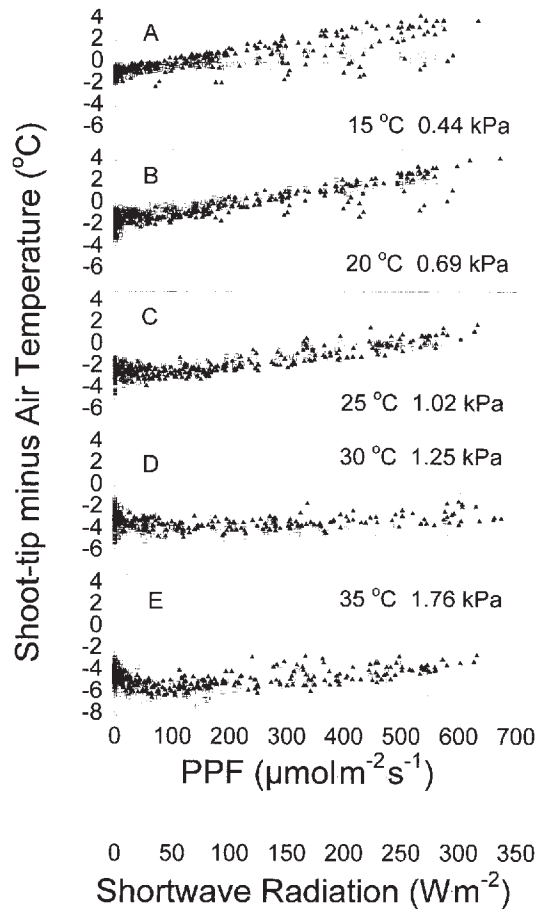 Shoot-tip minus Air Temperature (°C)
4
2
0
-2
-4
-6
A
15 °C 0.44 kPa
4
2
0
-2
-4
-6
B
20 °C 0.69 kPa
4
2
0
-2
-4
-6
C
25 °C 1.02 kPa
4
2
0
-2
-4
-6
D
30 °C 1.25 kPa
4
2
0
-2
-4
-6
-8
E
35 °C 1.76 kPa
0 100 200 300 400 500 600 700
PPF (µmolm⁻²s⁻¹)
0 50 100 150 200 250 300 350
Shortwave Radiation (W·m⁻²)